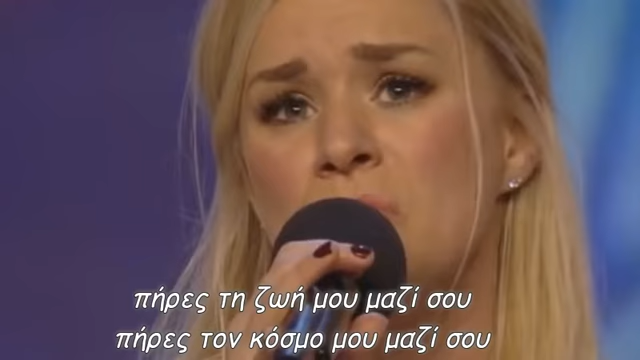 πήρες τη ζωή μου μαζί σου
πήρες τον κόσμο μου μαζί σου